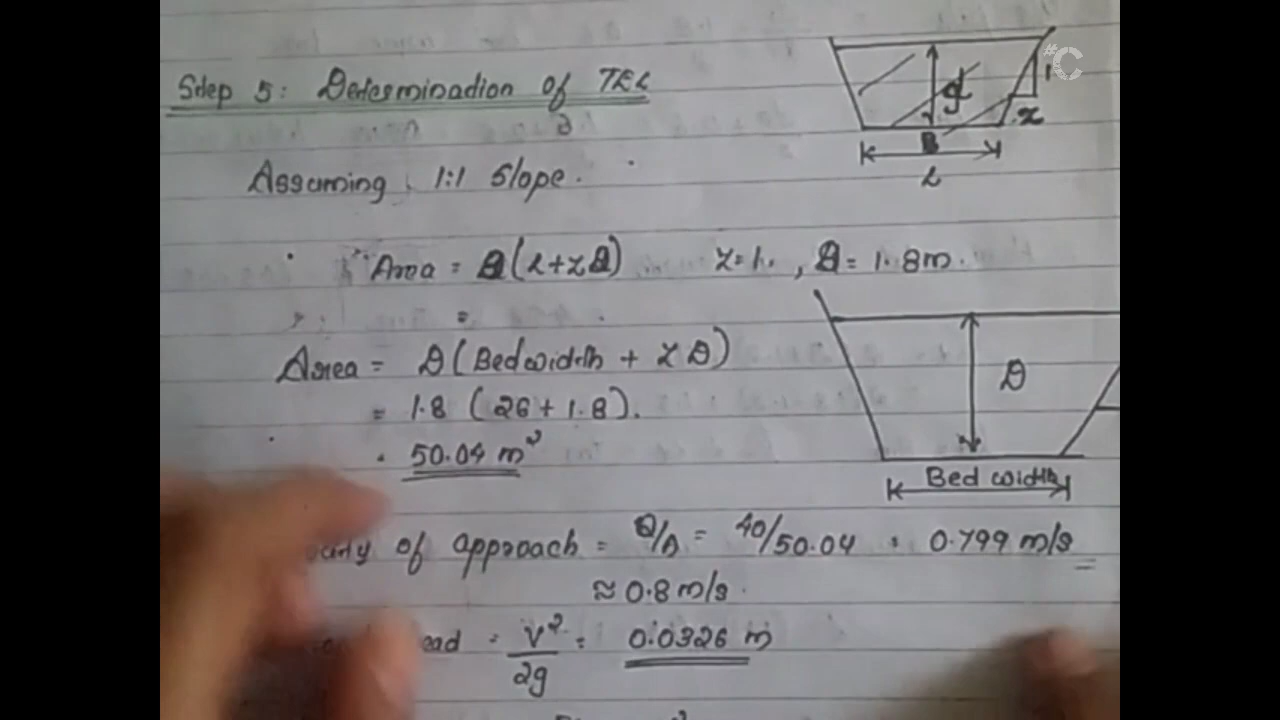 Step 5: Determination of TEL
Assuming 1:1 slope.
d
1
z
B
L
Area = D(L+zD) z=1, D= 1.8m.
=
Area = D(Bedwidth + zD)
= 1.8 (26+1.8).
= 50.04 m²
D
Bed width
of approach = Q/A = 40/50.04 = 0.799 m/s
≈ 0.8 m/s.
ead = V²/2g = 0.0326 m
#C